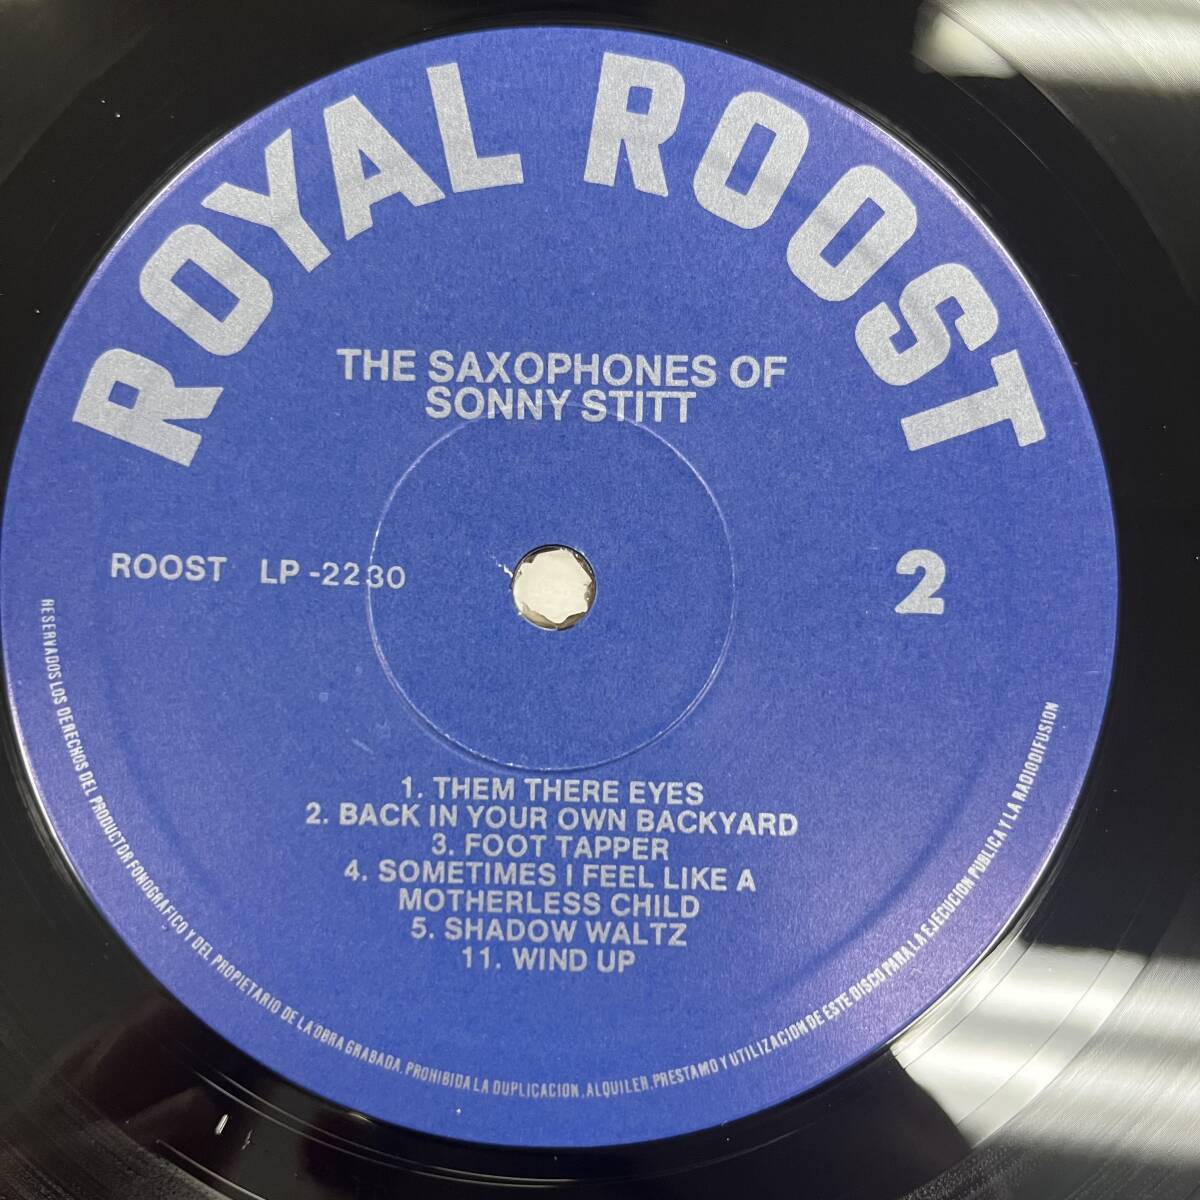 ROYAL ROOST
THE SAXOPHONES OF
SONNY STITT
ROOST LP -2230
2
1. THEM THERE EYES
2. BACK IN YOUR OWN BACKYARD
3. FOOT TAPPER
4. SOMETIMES I FEEL LIKE A
MOTHERLESS CHILD
5. SHADOW WALTZ
11. WIND UP
RESERVADOS LOS DERECHOS DEL PRODUCTOR FONOGRAFICO Y DEL PROPIETARIO DE LA OBRA GRABADA. PROHIBIDA LA DUPLICACION, ALQUILER, PRESTAMO Y UTILIZACION DE ESTE DISCO PARA LA EJECUCION PUBLICA Y LA RADIODIFUSION